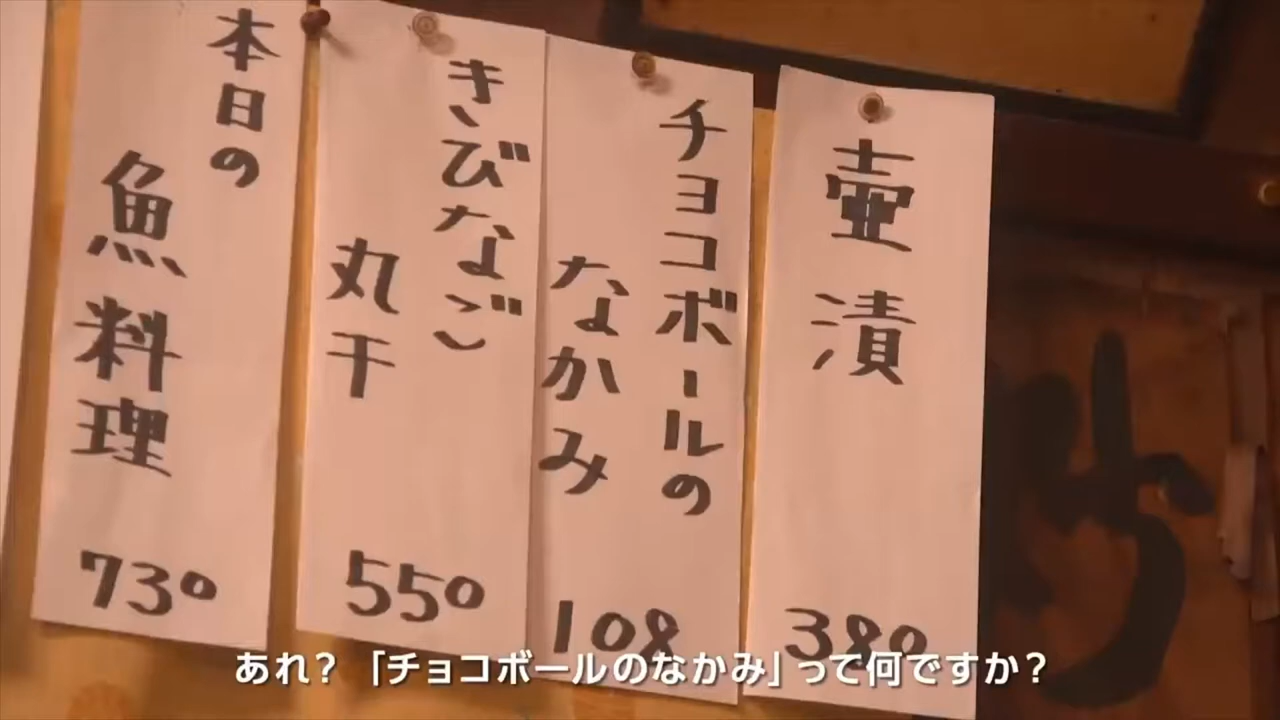 壷漬
380
チョコボールの
なかみ
108
きびなご
丸干
550
本日の
魚料理
730
あれ？「チョコボールのなかみ」って何ですか？